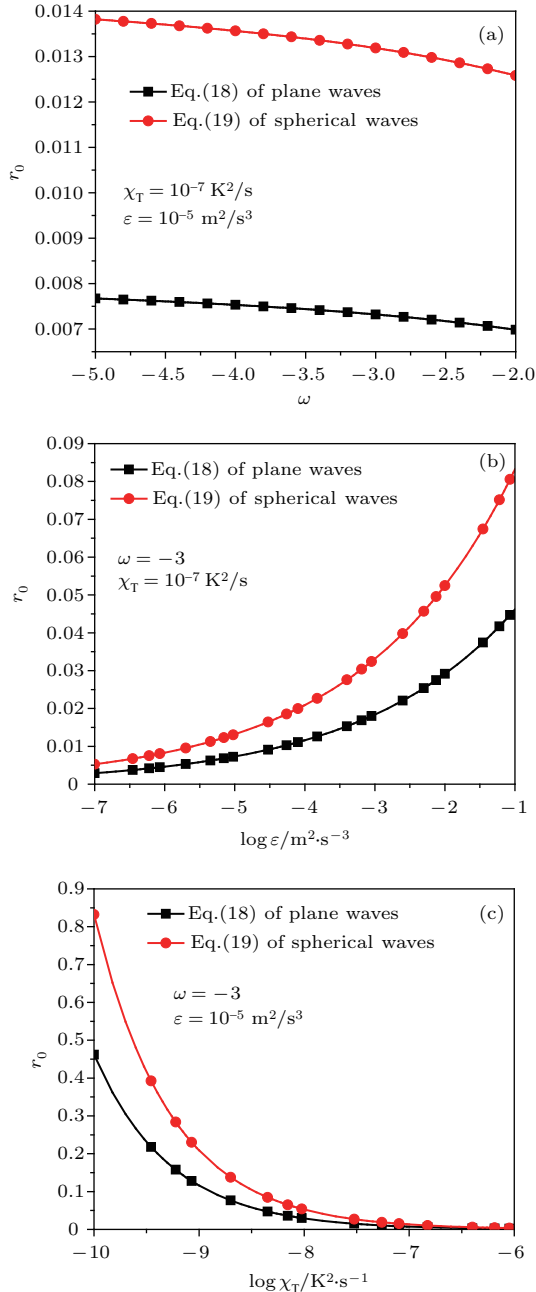 0.014
(a)
0.013
Eq.(18) of plane waves
0.012
Eq.(19) of spherical waves
0.011
r₀
0.010
χ_T = 10⁻⁷ K²/s
ε = 10⁻⁵ m²/s³
0.009
0.008
0.007
−5.0 −4.5 −4.0 −3.5 −3.0 −2.5 −2.0
ω
0.09
Eq.(18) of plane waves (b)
0.08
Eq.(19) of spherical waves
0.07
0.06
ω = −3
χ_T = 10⁻⁷ K²/s
0.05
r₀
0.04
0.03
0.02
0.01
0
−7 −6 −5 −4 −3 −2 −1
log ε/m²·s⁻³
0.9
Eq.(18) of plane waves (c)
0.8
Eq.(19) of spherical waves
0.7
0.6
ω = −3
ε = 10⁻⁵ m²/s³
0.5
r₀
0.4
0.3
0.2
0.1
0
−10 −9 −8 −7 −6
log χ_T/K²·s⁻¹